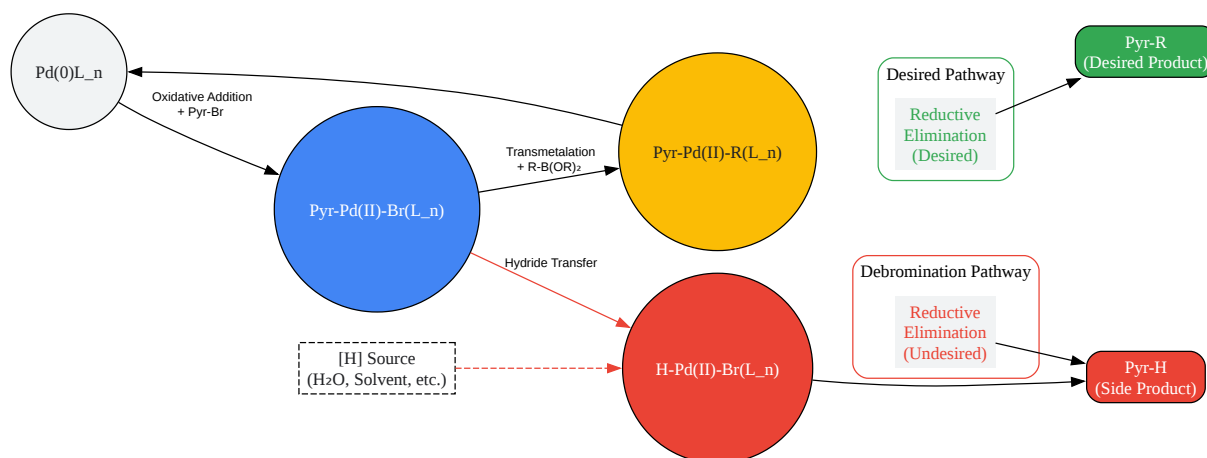 Pd(0)L_n
Oxidative Addition
+ Pyr-Br
Pyr-Pd(II)-Br(L_n)
Transmetalation
+ R-B(OR)₂
Pyr-Pd(II)-R(L_n)
Desired Pathway
Reductive
Elimination
(Desired)
Pyr-R
(Desired Product)
Hydride Transfer
[H] Source
(H₂O, Solvent, etc.)
H-Pd(II)-Br(L_n)
Debromination Pathway
Reductive
Elimination
(Undesired)
Pyr-H
(Side Product)